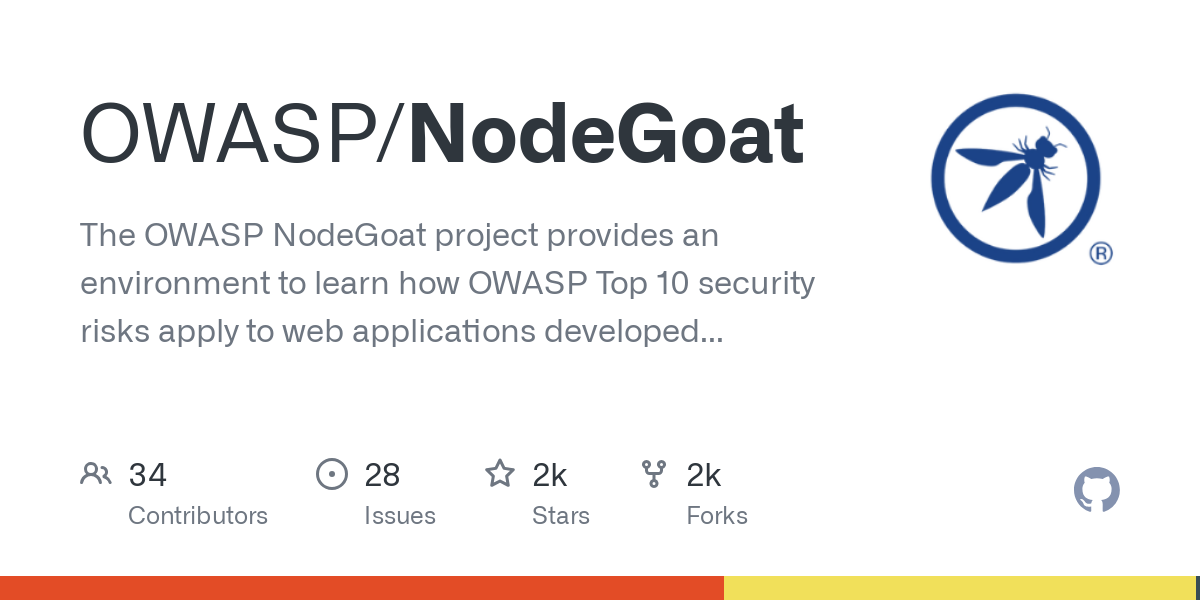 OWASP/NodeGoat
The OWASP NodeGoat project provides an
environment to learn how OWASP Top 10 security
risks apply to web applications developed...
®
34
Contributors
28
Issues
2k
Stars
2k
Forks